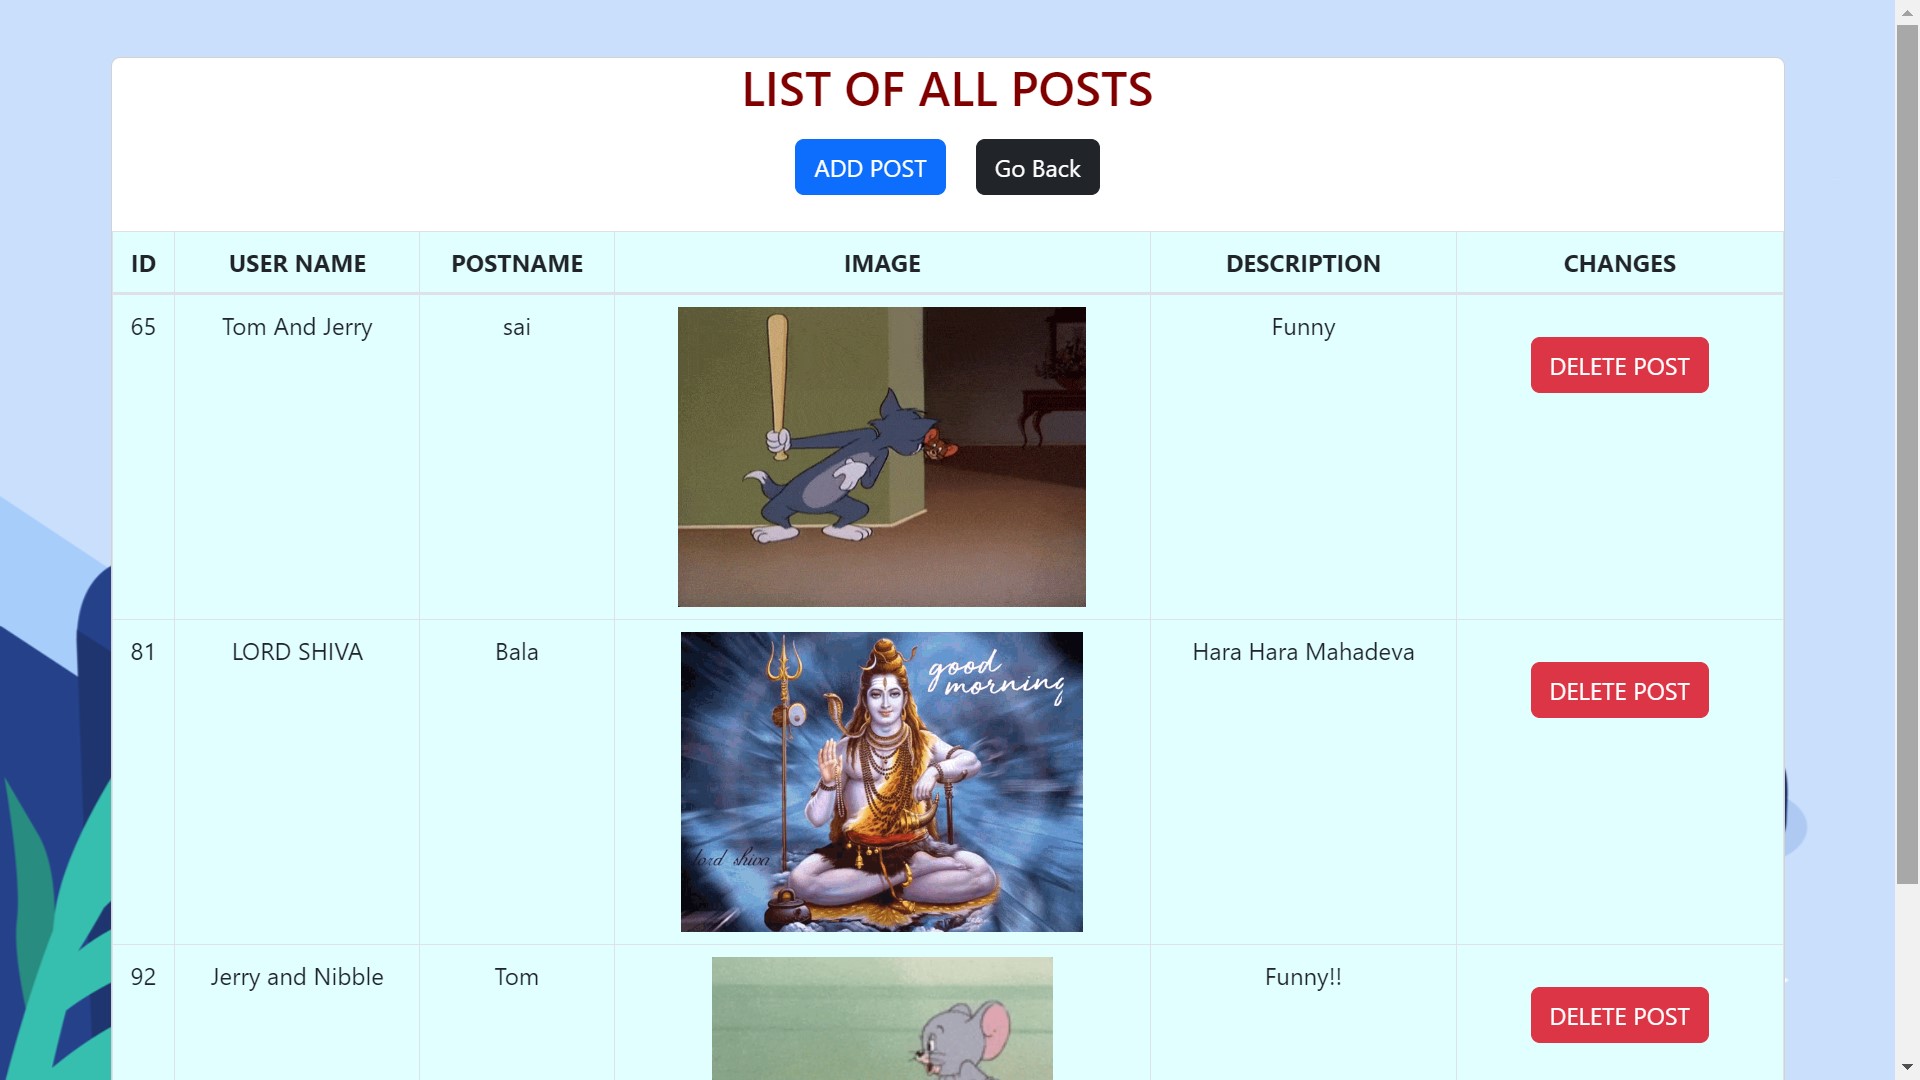 LIST OF ALL POSTS
ADD POST Go Back
ID USER NAME POSTNAME IMAGE DESCRIPTION CHANGES
65 Tom And Jerry sai Funny
DELETE POST
81 LORD SHIVA Bala Hara Hara Mahadeva
good
morning
DELETE POST
lord shiva
92 Jerry and Nibble Tom Funny!!
DELETE POST